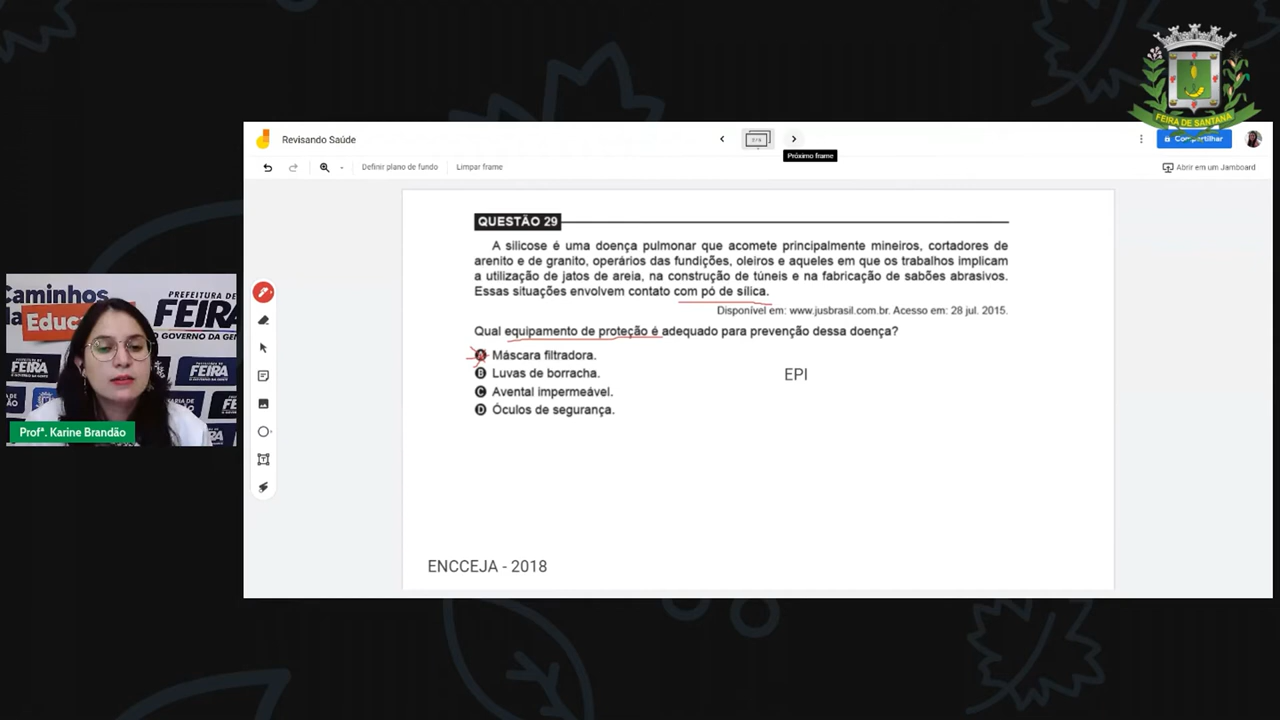 FEIRA DE SANTANA
Revisando Saúde
Compartilhar
Próximo frame
Definir plano de fundo
Limpar frame
Abrir em um Jamboard
QUESTÃO 29
A silicose é uma doença pulmonar que acomete principalmente mineiros, cortadores de
arenito e de granito, operários das fundições, oleiros e aqueles em que os trabalhos implicam
a utilização de jatos de areia, na construção de túneis e na fabricação de sabões abrasivos.
Essas situações envolvem contato com pó de sílica.
Disponível em: www.jusbrasil.com.br. Acesso em: 28 jul. 2015.
Qual equipamento de proteção é adequado para prevenção dessa doença?
A Máscara filtradora.
B Luvas de borracha.
C Avental impermeável.
D Óculos de segurança.
EPI
ENCCEJA - 2018
Caminhos
da
Educa
PREFEITURA DE
FEIRA
O GOVERNO DA GEN
Profª. Karine Brandão